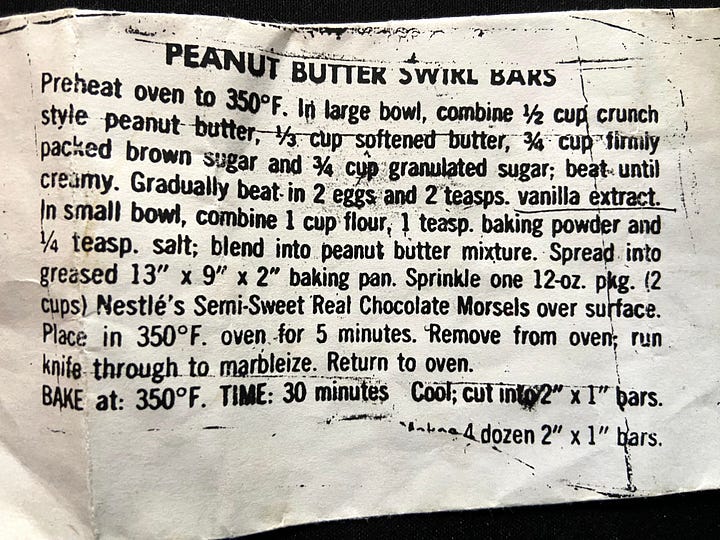 PEANUT BUTTER SWIRL BARS
Preheat oven to 350°F. In large bowl, combine ½ cup crunch
style peanut butter, ⅓ cup softened butter, ¾ cup firmly
packed brown sugar and ¾ cup granulated sugar; beat until
creamy. Gradually beat in 2 eggs and 2 teasps. vanilla extract.
In small bowl, combine 1 cup flour, 1 teasp. baking powder and
¼ teasp. salt; blend into peanut butter mixture. Spread into
greased 13" x 9" x 2" baking pan. Sprinkle one 12-oz. pkg. (2
cups) Nestlé's Semi-Sweet Real Chocolate Morsels over surface.
Place in 350°F. oven for 5 minutes. Remove from oven; run
knife through to marbleize. Return to oven.
BAKE at: 350°F. TIME: 30 minutes Cool; cut into 2" x 1" bars.
Makes 4 dozen 2" x 1" bars.